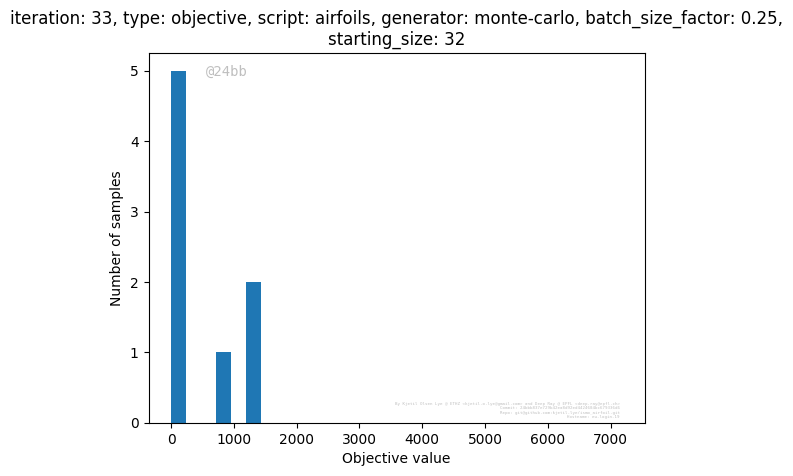 iteration: 33, type: objective, script: airfoils, generator: monte-carlo, batch_size_factor: 0.25,
starting_size: 32
@24bb
5
4
3
2
1
0
Number of samples
0 1000 2000 3000 4000 5000 6000 7000
Objective value